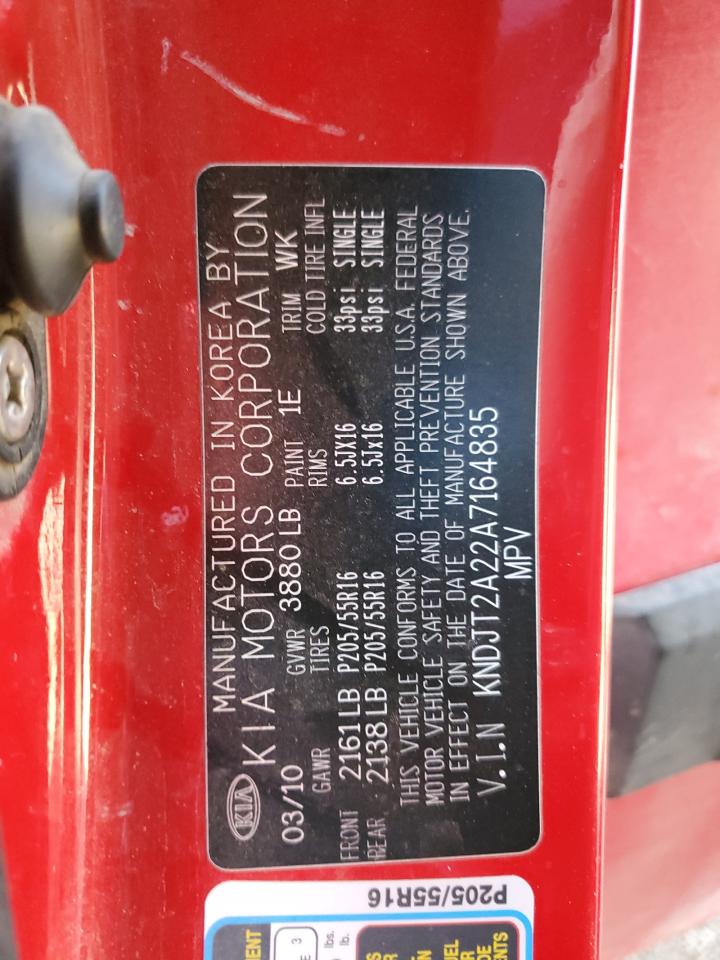 MANUFACTURED IN KOREA BY
KIA KIA MOTORS CORPORATION
03/10 GVWR 3880 LB PAINT 1E TRIM WK
GAWR TIRES RIMS COLD TIRE INFL
FRONT 2161 LB P205/55R16 6.5Jx16 33psi SINGLE
REAR 2138 LB P205/55R16 6.5Jx16 33psi SINGLE
THIS VEHICLE CONFORMS TO ALL APPLICABLE U.S.A. FEDERAL
MOTOR VEHICLE SAFETY AND THEFT PREVENTION STANDARDS
IN EFFECT ON THE DATE OF MANUFACTURE SHOWN ABOVE.
V.I.N KNDJT2A22A7164835
MPV
P205/55R16
3
lbs.
lb.